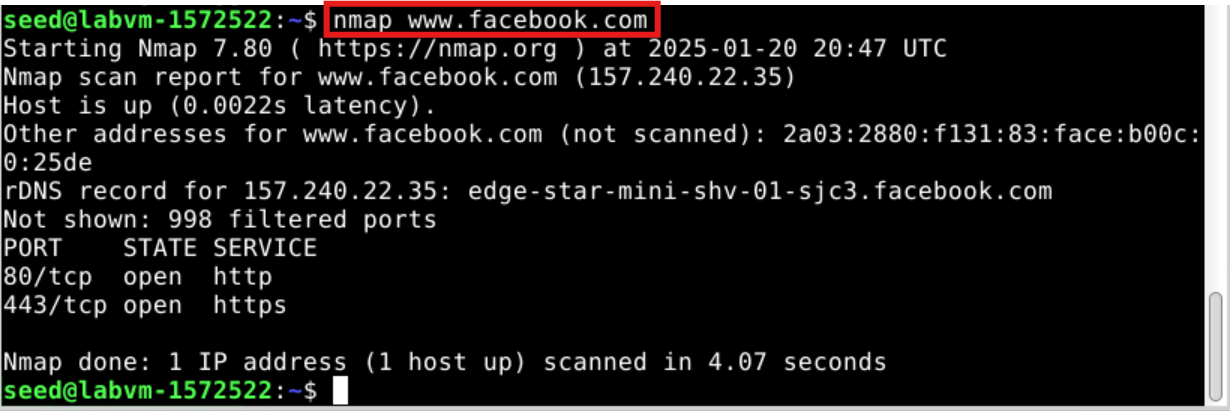 seed@labvm-1572522:~$ nmap www.facebook.com
Starting Nmap 7.80 ( https://nmap.org ) at 2025-01-20 20:47 UTC
Nmap scan report for www.facebook.com (157.240.22.35)
Host is up (0.0022s latency).
Other addresses for www.facebook.com (not scanned): 2a03:2880:f131:83:face:b00c:
0:25de
rDNS record for 157.240.22.35: edge-star-mini-shv-01-sjc3.facebook.com
Not shown: 998 filtered ports
PORT    STATE SERVICE
80/tcp  open  http
443/tcp open  https

Nmap done: 1 IP address (1 host up) scanned in 4.07 seconds
seed@labvm-1572522:~$